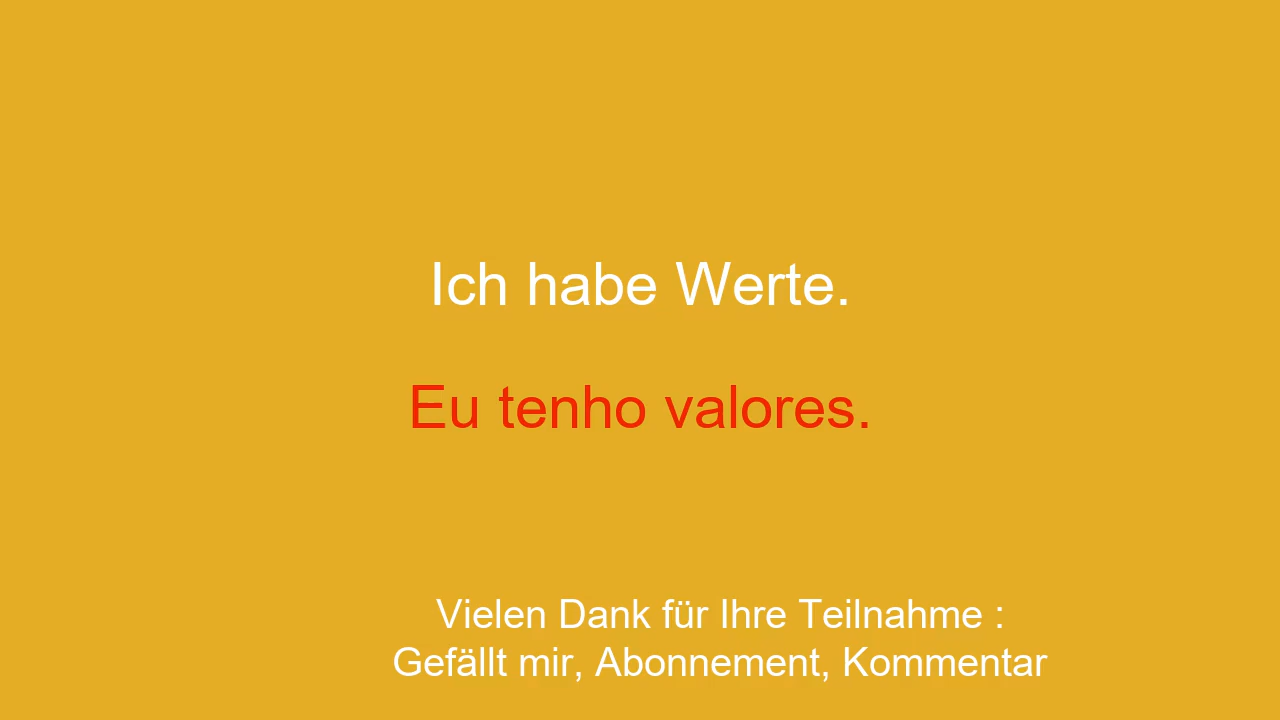 Ich habe Werte.
Eu tenho valores.
Vielen Dank für Ihre Teilnahme :
Gefällt mir, Abonnement, Kommentar